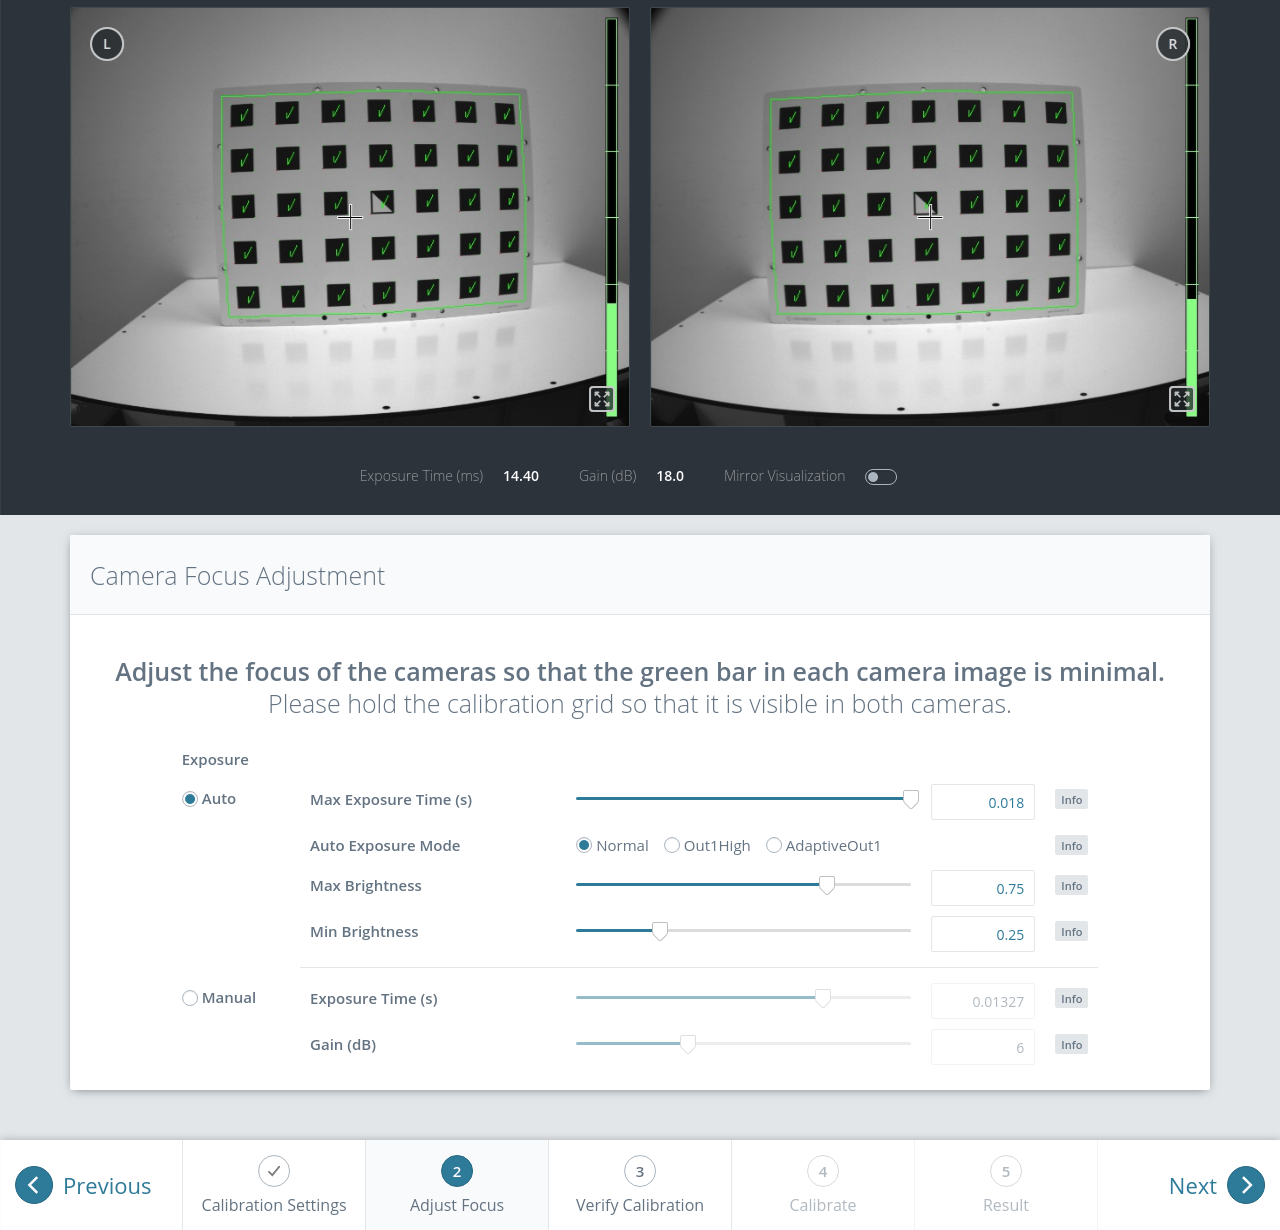 L
R
Exposure Time (ms) 14.40 Gain (dB) 18.0 Mirror Visualization
Camera Focus Adjustment
Adjust the focus of the cameras so that the green bar in each camera image is minimal.
Please hold the calibration grid so that it is visible in both cameras.
Exposure
Auto
Max Exposure Time (s) 0.018 Info
Auto Exposure Mode Normal Out1High AdaptiveOut1 Info
Max Brightness 0.75 Info
Min Brightness 0.25 Info
Manual
Exposure Time (s) 0.01327 Info
Gain (dB) 6 Info
Previous
Calibration Settings
2
Adjust Focus
3
Verify Calibration
4
Calibrate
5
Result
Next